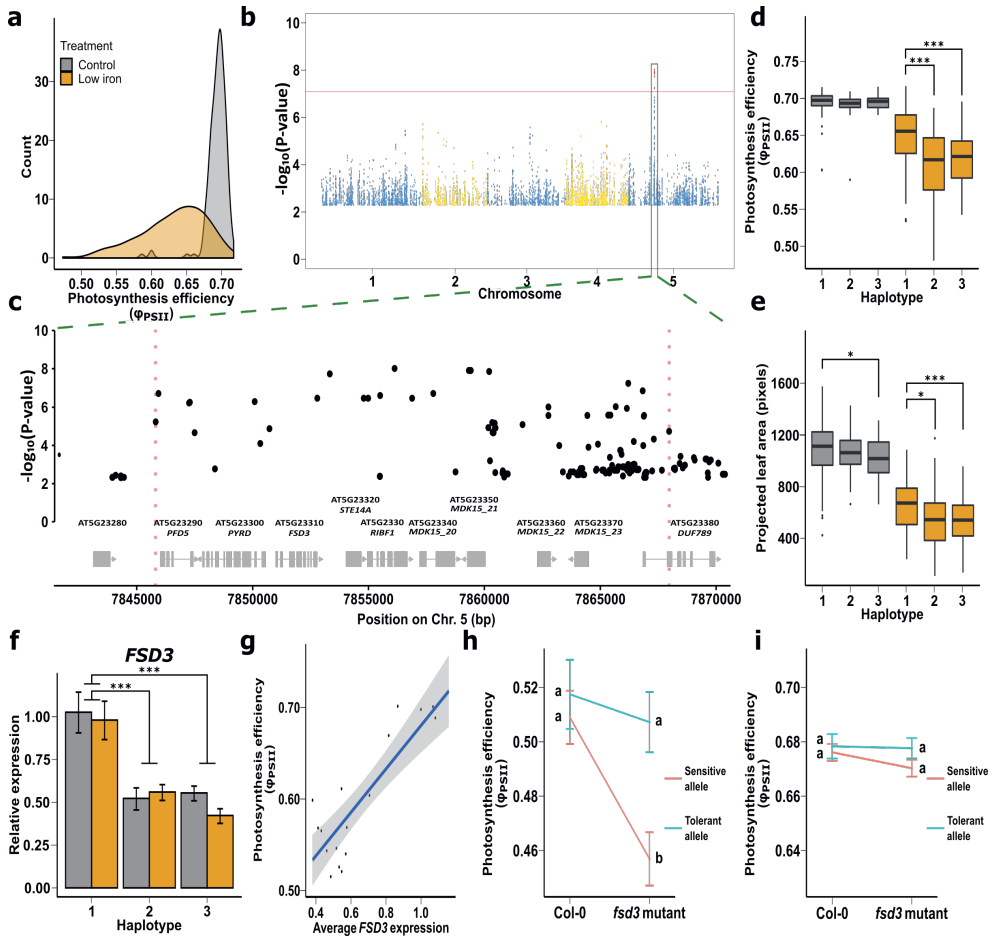 a
Count
30
20
10
0
Treatment
Control
Low iron
0.50
0.60
0.70
Photosynthesis efficiency
(φPSII)
b
-log10(P-value)
10
8
6
4
2
0
1
2
3
4
5
Chromosome
c
-log10(P-value)
10
8
6
4
2
0
AT5G23280
AT5G23290
PFD5
AT5G23300
PYRD
AT5G23310
FSD3
AT5G23320
STE14A
AT5G2330
RIBF1
AT5G23340
MDK15_20
AT5G23350
MDK15_21
AT5G23360
MDK15_22
AT5G23370
MDK15_23
AT5G23380
DUF789
7845000
7850000
7855000
7860000
7865000
7870000
Position on Chr. 5 (bp)
d
Photosynthesis efficiency
(φPSII)
0.75
0.70
0.65
0.60
0.55
0.50
***
***
1
2
3
1
2
3
Haplotype
e
Projected leaf area (pixels)
1600
1200
800
400
*
***
*
1
2
3
1
2
3
Haplotype
f
FSD3
Relative expression
1.00
0.75
0.50
0.25
0.00
***
***
1
2
3
Haplotype
g
Photosynthesis efficiency
(φPSII)
0.70
0.60
0.50
0.4
0.6
0.8
1.0
Average FSD3 expression
h
Photosynthesis efficiency
(φPSII)
0.52
0.50
0.48
0.46
a
a
a
b
Col-0
fsd3 mutant
Sensitive
allele
Tolerant
allele
i
Photosynthesis efficiency
(φPSII)
0.70
0.68
0.66
0.64
a
a
a
a
Col-0
fsd3 mutant
Sensitive
allele
Tolerant
allele